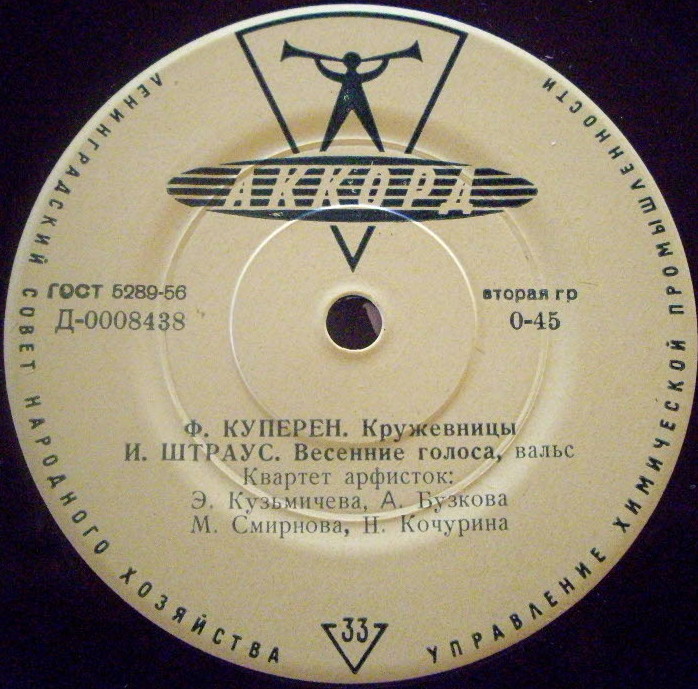 ЛЕНИНГРАДСКИЙ СОВЕТ НАРОДНОГО ХОЗЯЙСТВА
УПРАВЛЕНИЕ ХИМИЧЕСКОЙ ПРОМЫШЛЕННОСТИ
АККОРД
ГОСТ 5289-56
Д-0008438
вторая гр
0-45
Ф. КУПЕРЕН. Кружевницы
И. ШТРАУС. Весенние голоса, вальс
Квартет арфисток:
Э. Кузьмичева, А. Бузкова
М. Смирнова, Н. Кочурина
33